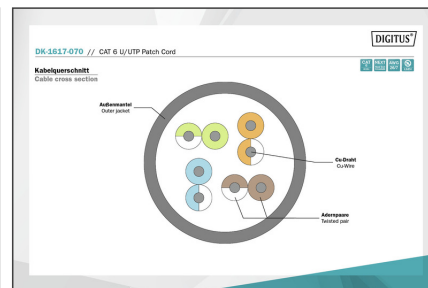 DIGITUS®
DK-1617-070 // CAT 6 U/UTP Patch Cord
Kabelquerschnitt
Cable cross section
Außenmantel
Outer jacket
Cu-Draht
Cu-Wire
Adernpaare
Twisted pair